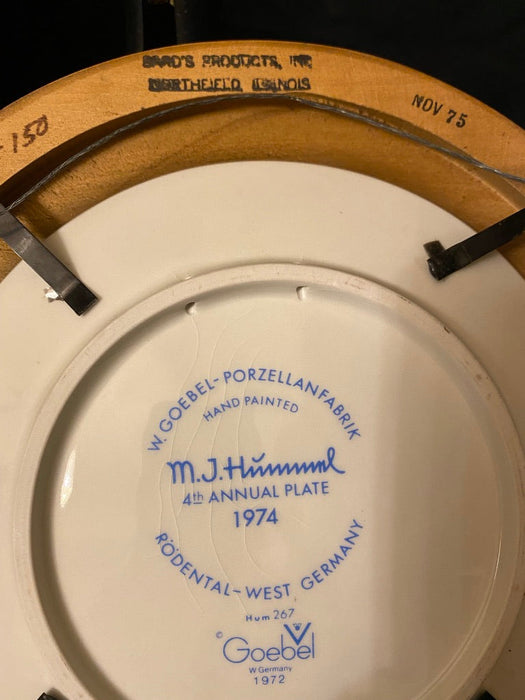 BARD'S PRODUCTS, INC
NORTHFIELD, ILLINOIS
NOV 75
-150
W. GOEBEL-PORZELLANFABRIK
HAND PAINTED
M.J.Hummel
4th ANNUAL PLATE
1974
RÖDENTAL-WEST GERMANY
Hum 267
© Goebel
W.Germany
1972